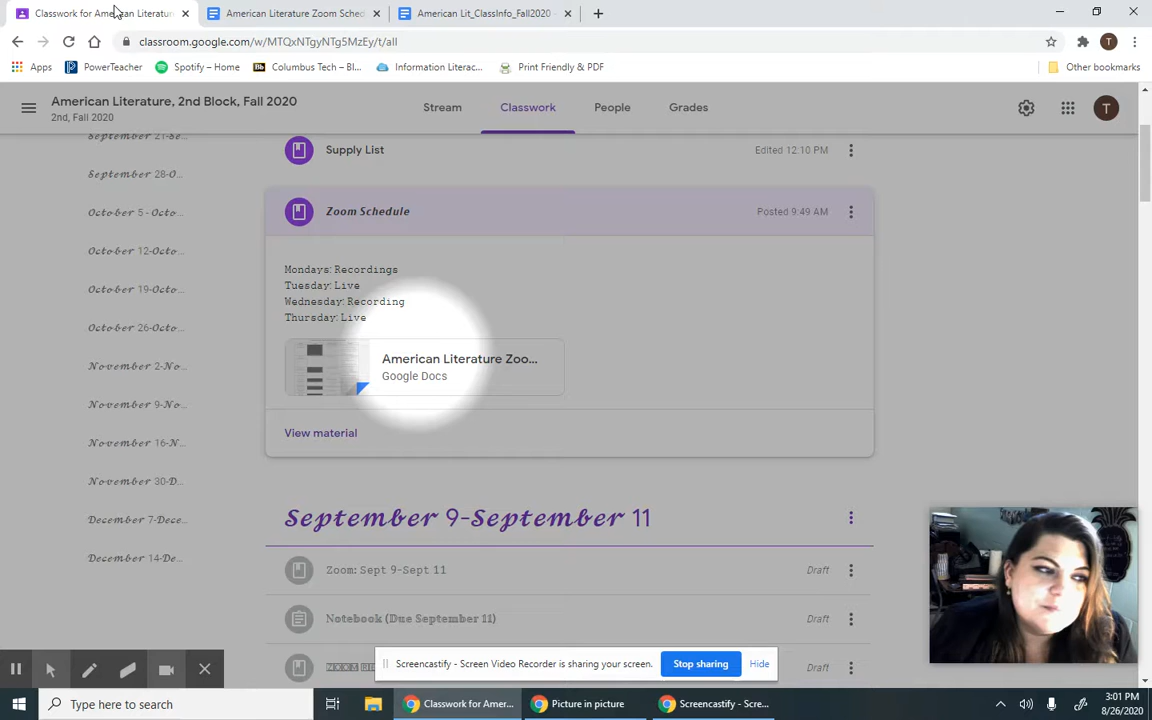 Classroom for American Literatur
American Literature Zoom Sched
American Lit_ClassInfo_Fall2020 -
classroom.google.com/w/MTQxNTgyNTg5MzEy/t/all
Apps
PowerTeacher
Spotify – Home
Columbus Tech – Bl...
Information Literac...
Print Friendly & PDF
Other bookmarks
T
American Literature, 2nd Block, Fall 2020
2nd, Fall 2020
Stream
Classwork
People
Grades
T
September 21-Se...
September 28-O...
October 5 - Octo...
October 12-Octo...
October 19-Octo...
October 26-Octo...
November 2-No...
November 9-No...
November 16-N...
November 30-D...
December 7-Dece...
December 14-De...
Supply List
Edited 12:10 PM
Zoom Schedule
Posted 9:49 AM
Mondays: Recordings
Tuesday: Live
Wednesday: Recording
Thursday: Live
American Literature Zoo...
Google Docs
View material
September 9-September 11
Zoom: Sept 9-Sept 11
Draft
Notebook (Due September 11)
Draft
Draft
Screencastify - Screen Video Recorder is sharing your screen.
Stop sharing
Hide
Type here to search
Classwork for Amer...
Picture in picture
Screencastify - Scre...
3:01 PM
8/26/2020